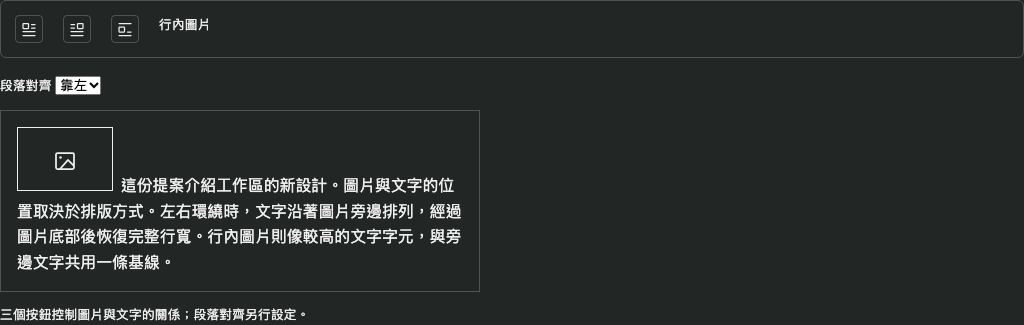 行內圖片
段落對齊 靠左
這份提案介紹工作區的新設計。圖片與文字的位
置取決於排版方式。左右環繞時，文字沿著圖片旁邊排列，經過
圖片底部後恢復完整行寬。行內圖片則像較高的文字字元，與旁
邊文字共用一條基線。
三個按鈕控制圖片與文字的關係；段落對齊另行設定。